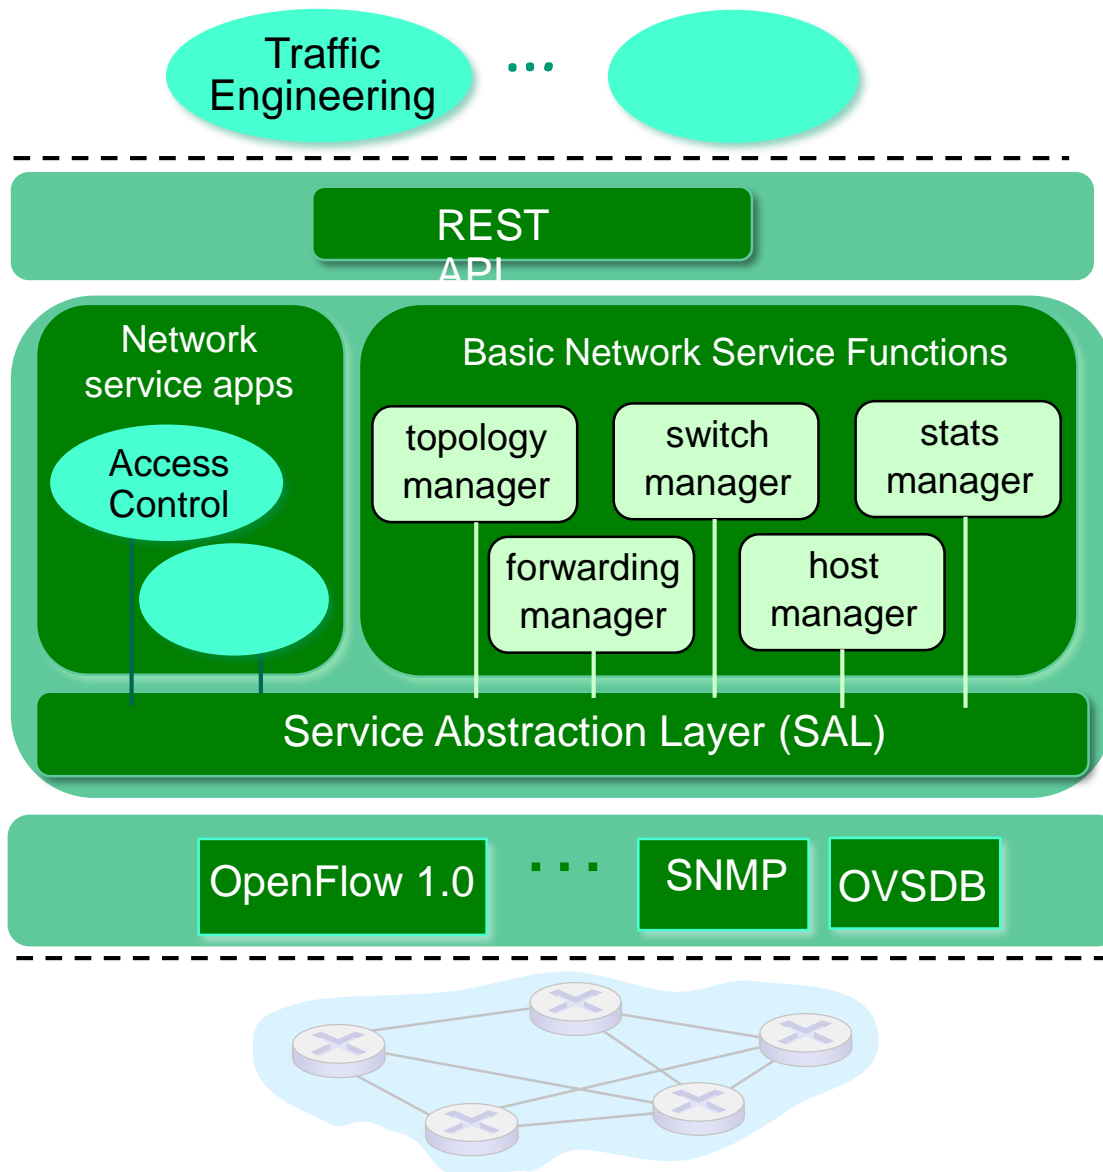 Traffic
Engineering
...
REST
API
Network
service apps
Basic Network Service Functions
topology
manager
switch
manager
stats
manager
Access
Control
forwarding
manager
host
manager
Service Abstraction Layer (SAL)
OpenFlow 1.0
...
SNMP
OVSDB